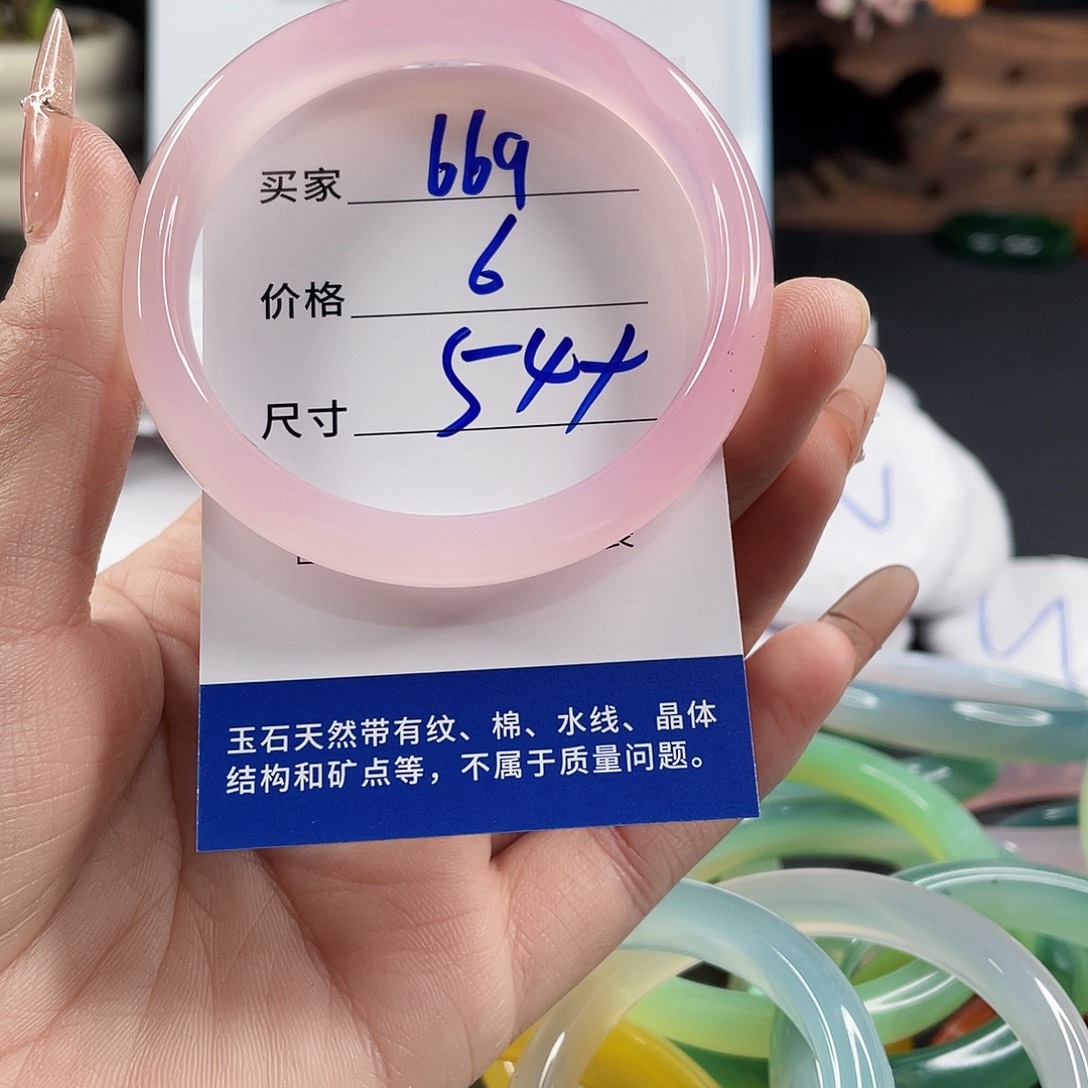 买家 669
价格 6
尺寸 54+
玉石天然带有纹、棉、水线、晶体
结构和矿点等，不属于质量问题。